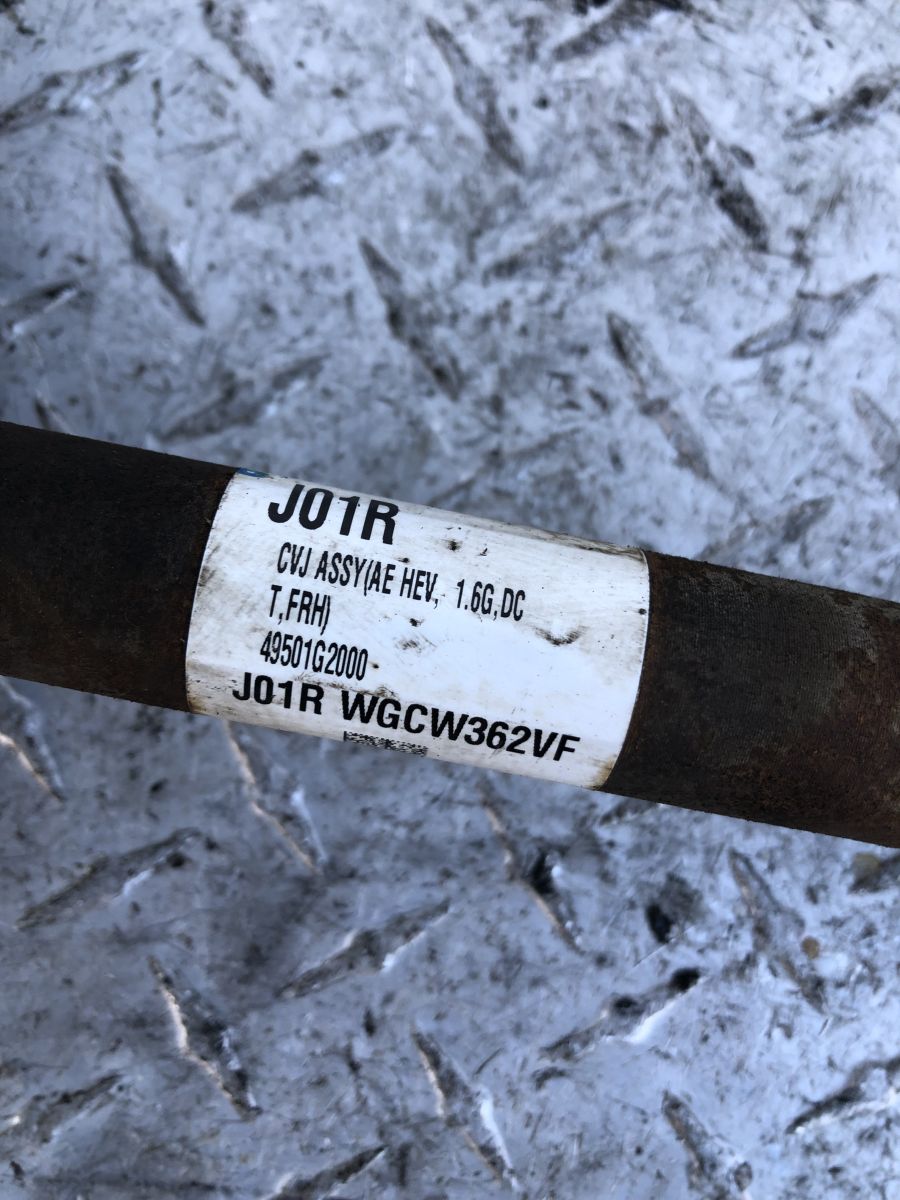 J01R
CVJ ASSY(AE HEV, 1.6G,DC
T,FRH)
49501G2000
J01R WGCW362VF